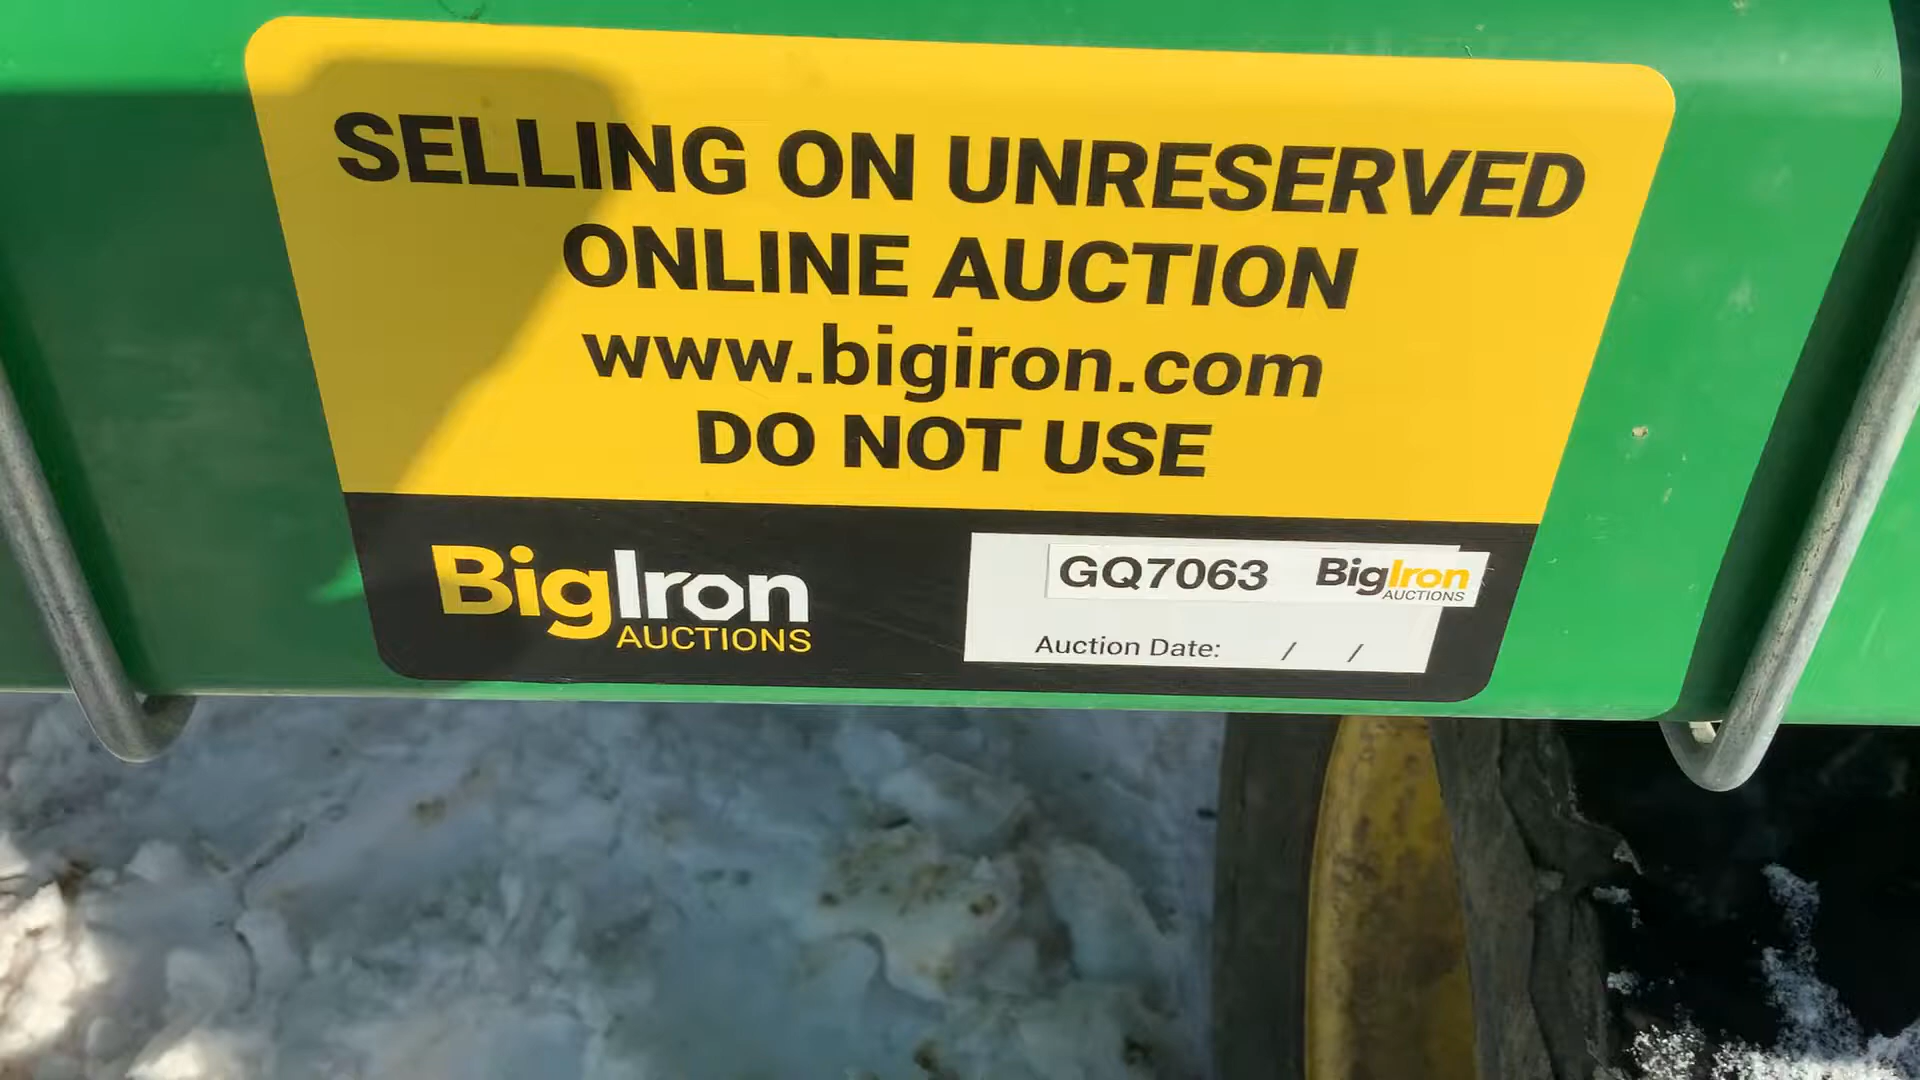 SELLING ON UNRESERVED
ONLINE AUCTION
www.bigiron.com
DO NOT USE
BigIron
AUCTIONS
GQ7063 BigIron
AUCTIONS
Auction Date: / /